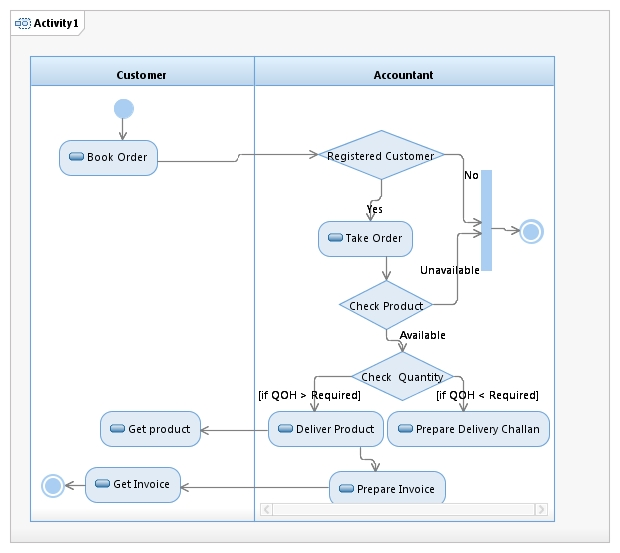 Activity1
Customer
Accountant
Book Order
Registered Customer
No
Yes
Take Order
Unavailable
Check Product
Available
Check Quantity
[if QOH > Required]
[if QOH < Required]
Get product
Deliver Product
Prepare Delivery Challan
Get Invoice
Prepare Invoice